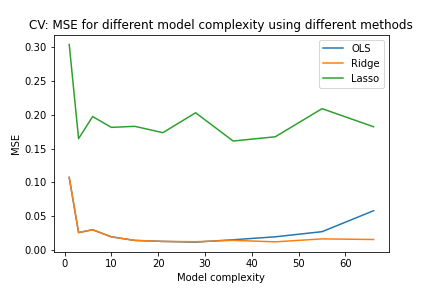 CV: MSE for different model complexity using different methods
OLS
Ridge
Lasso
0.30
0.25
0.20
0.15
0.10
0.05
0.00
MSE
0
10
20
30
40
50
60
Model complexity